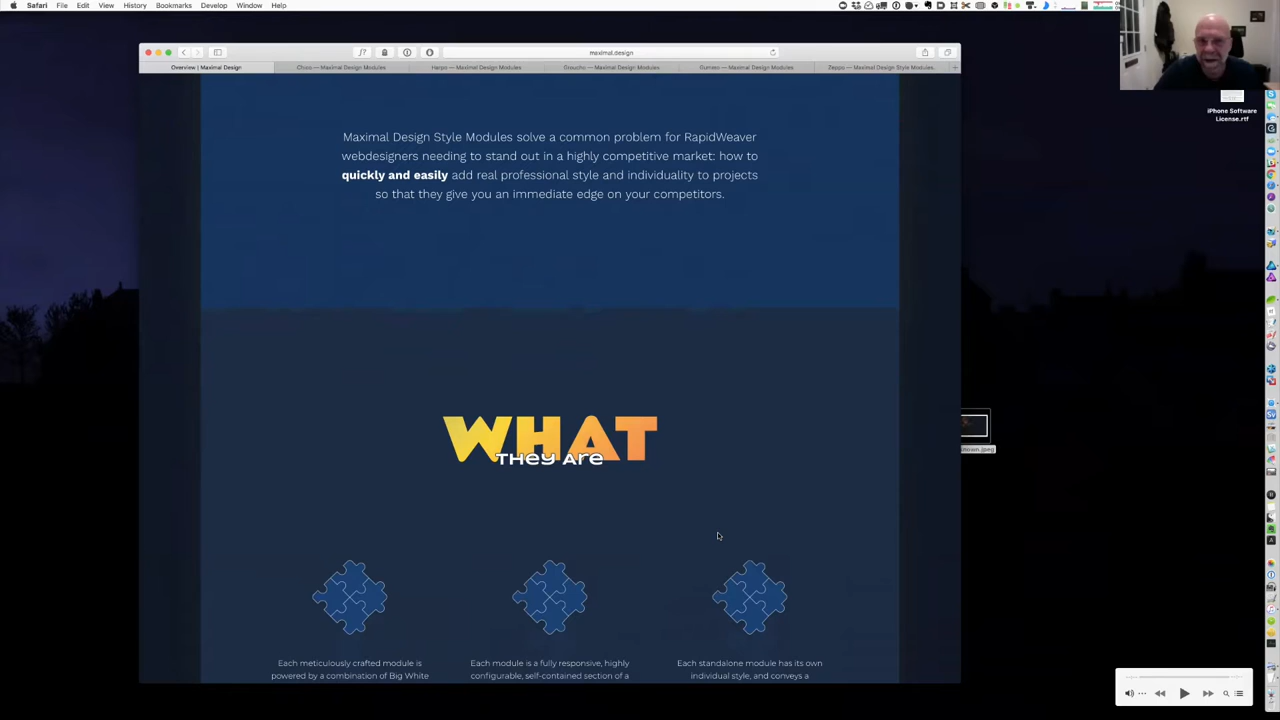 Safari File Edit View History Bookmarks Develop Window Help
maximal.design
Overview | Maximal Design
Chico — Maximal Design Modules
Harpo — Maximal Design Modules
Groucho — Maximal Design Modules
Gummo — Maximal Design Modules
Zeppo — Maximal Design Style Modules
iPhone Software
License.rtf
Maximal Design Style Modules solve a common problem for RapidWeaver
webdesigners needing to stand out in a highly competitive market: how to
quickly and easily add real professional style and individuality to projects
so that they give you an immediate edge on your competitors.
WHAT
They Are
Each meticulously crafted module is
powered by a combination of Big White
Each module is a fully responsive, highly
configurable, self-contained section of a
Each standalone module has its own
individual style, and conveys a